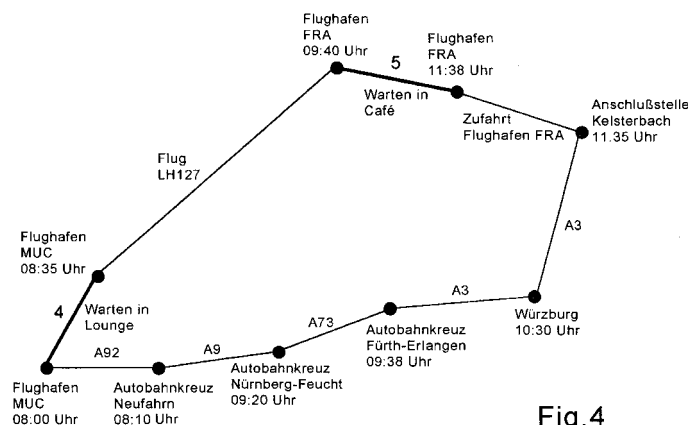 Flughafen
FRA
09:40 Uhr
5
Warten in
Café
Flughafen
FRA
11:38 Uhr
Zufahrt
Flughafen FRA
Anschlußstelle
Kelsterbach
11.35 Uhr
Flug
LH127
A3
Flughafen
MUC
08:35 Uhr
4
Warten in
Lounge
A3
Würzburg
10:30 Uhr
A73
Autobahnkreuz
Fürth-Erlangen
09:38 Uhr
A92
A9
Flughafen
MUC
08:00 Uhr
Autobahnkreuz
Neufahrn
08:10 Uhr
Autobahnkreuz
Nürnberg-Feucht
09:20 Uhr
Fig.4